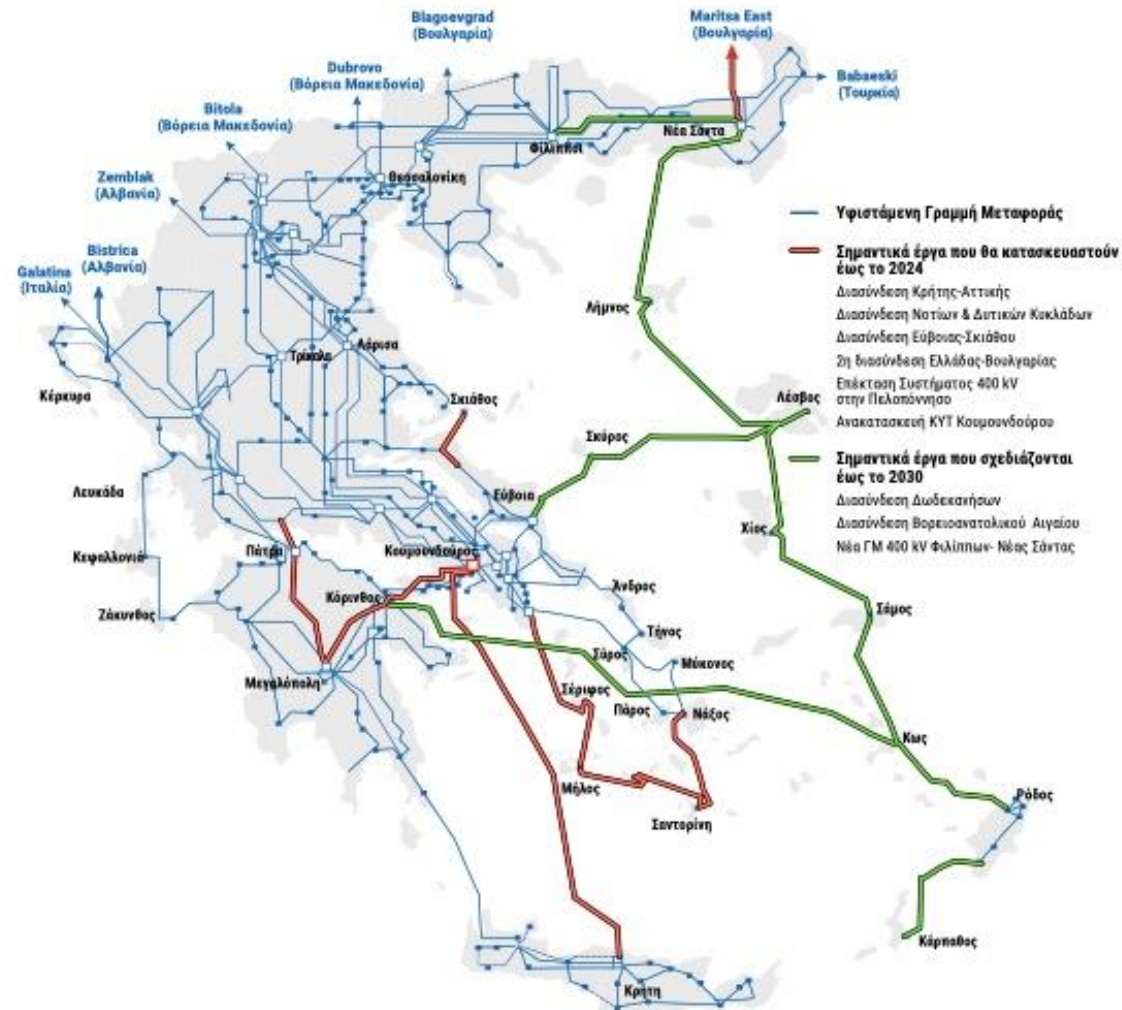 Blagoevgrad
(Βουλγαρία)
Maritsa East
(Βουλγαρία)
Dubrovo
(Βόρεια Μακεδονία)
Babaeski
(Τουρκία)
Bitola
(Βόρεια Μακεδονία)
Νέα Σάντα
Φίλιπποι
Θεσσαλονίκη
Zemblak
(Αλβανία)
Bistrica
(Αλβανία)
Galatina
(Ιταλία)
Υφιστάμενη Γραμμή Μεταφοράς
Σημαντικά έργα που θα κατασκευαστούν
έως το 2024
Διασύνδεση Κρήτης-Αττικής
Διασύνδεση Νοτίων & Δυτικών Κυκλάδων
Διασύνδεση Εύβοιας-Σκιάθου
2η διασύνδεση Ελλάδας-Βουλγαρίας
Επέκταση Συστήματος 400 kV
στην Πελοπόννησο
Ανακατασκευή ΚΥΤ Κουμουνδούρου
Σημαντικά έργα που σχεδιάζονται
έως το 2030
Διασύνδεση Δωδεκανήσων
Διασύνδεση Βορειοανατολικού Αιγαίου
Νέα ΓΜ 400 kV Φιλίππων- Νέας Σάντας
Λήμνος
Τρίκαλα
Λάρισα
Κέρκυρα
Σκιάθος
Λέσβος
Σκύρος
Λευκάδα
Εύβοια
Χίος
Κεφαλλονιά
Πάτρα
Κουμουνδούρος
Άνδρος
Ζάκυνθος
Κόρινθος
Σάμος
Τήνος
Σύρος
Μύκονος
Μεγαλόπολη
Σέριφος
Πάρος
Νάξος
Κως
Μήλος
Σαντορίνη
Ρόδος
Κάρπαθος
Κρήτη